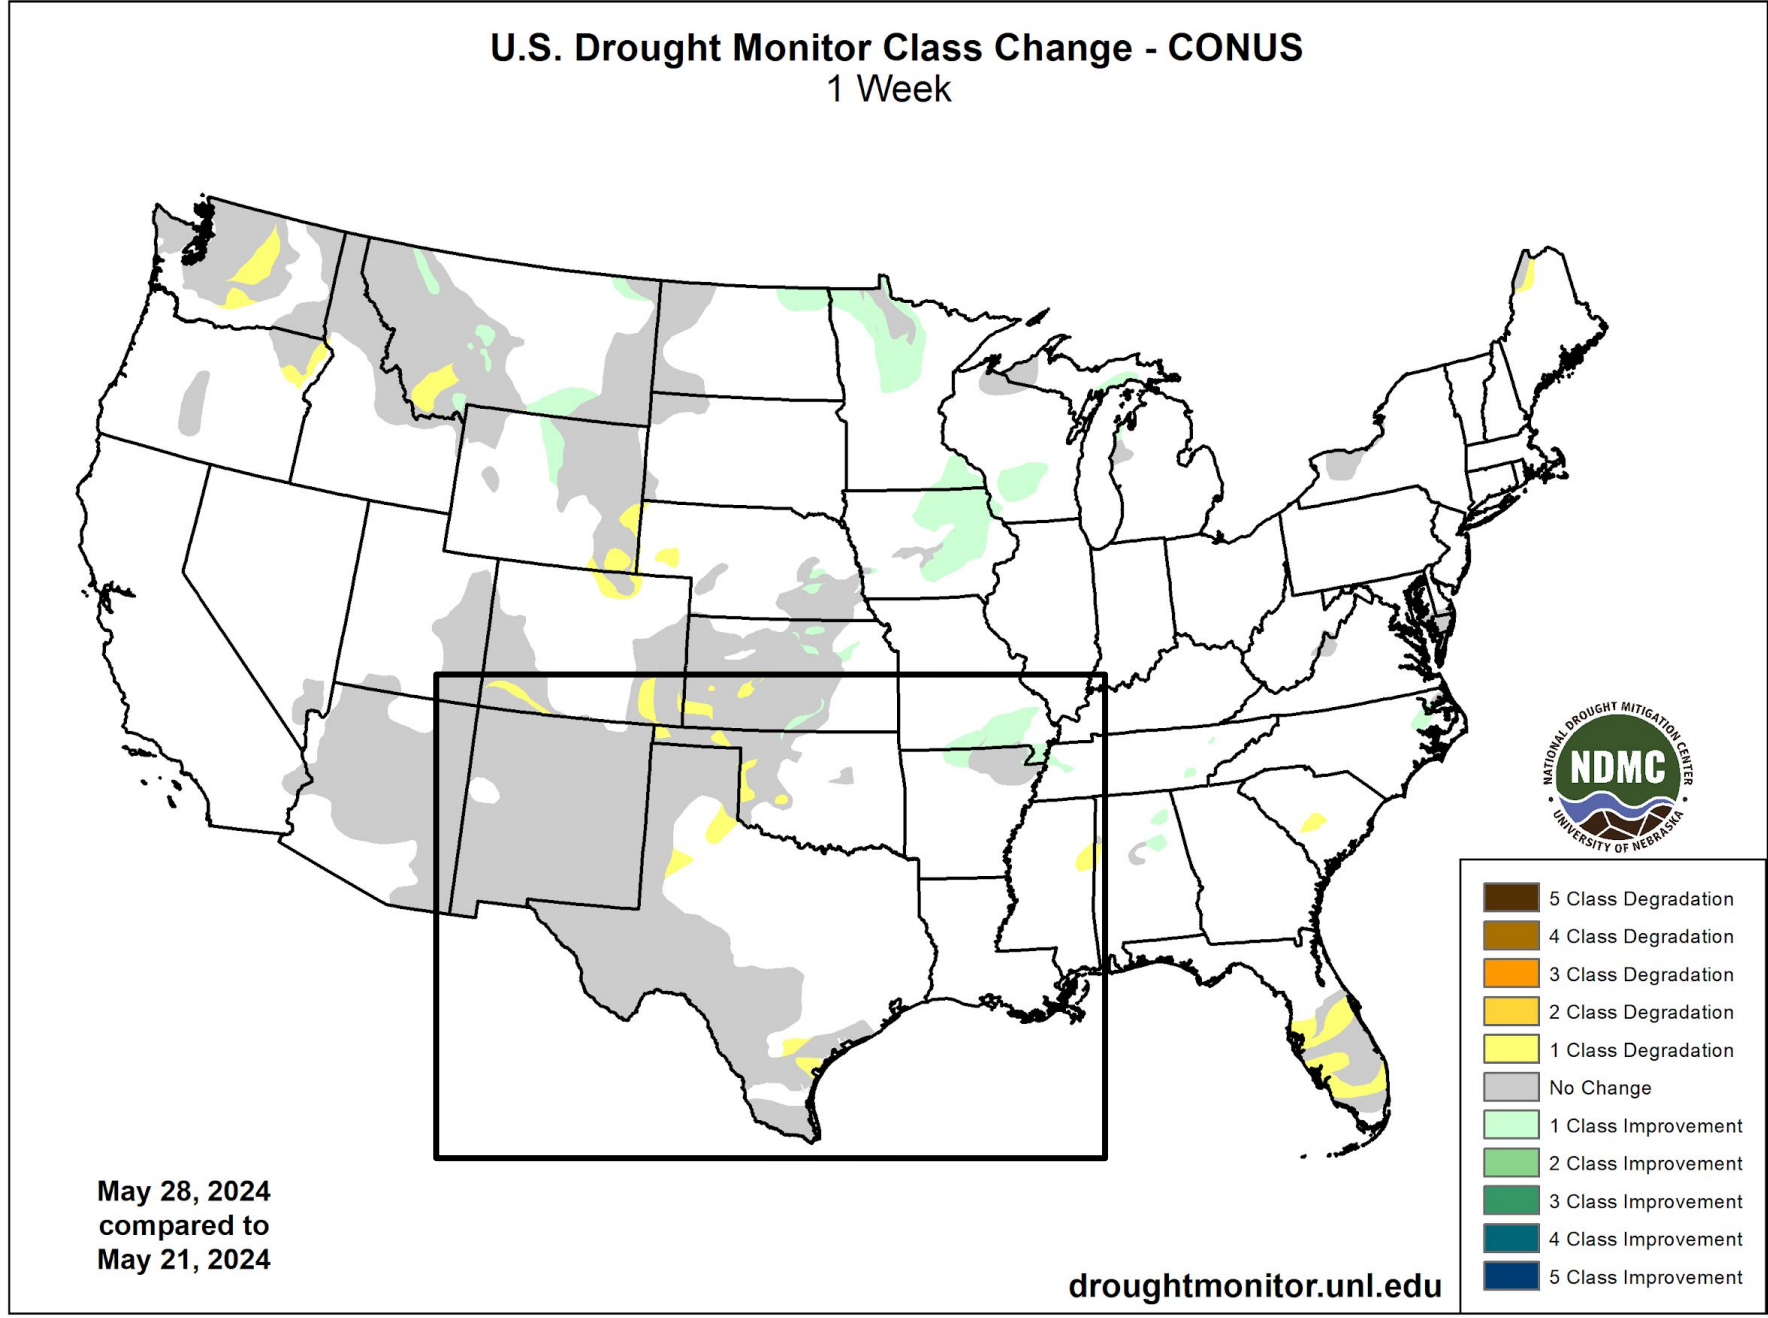 U.S. Drought Monitor Class Change - CONUS
1 Week
NATIONAL DROUGHT MITIGATION CENTER
NDMC
UNIVERSITY OF NEBRASKA
5 Class Degradation
4 Class Degradation
3 Class Degradation
2 Class Degradation
1 Class Degradation
No Change
1 Class Improvement
2 Class Improvement
3 Class Improvement
4 Class Improvement
5 Class Improvement
May 28, 2024
compared to
May 21, 2024
droughtmonitor.unl.edu